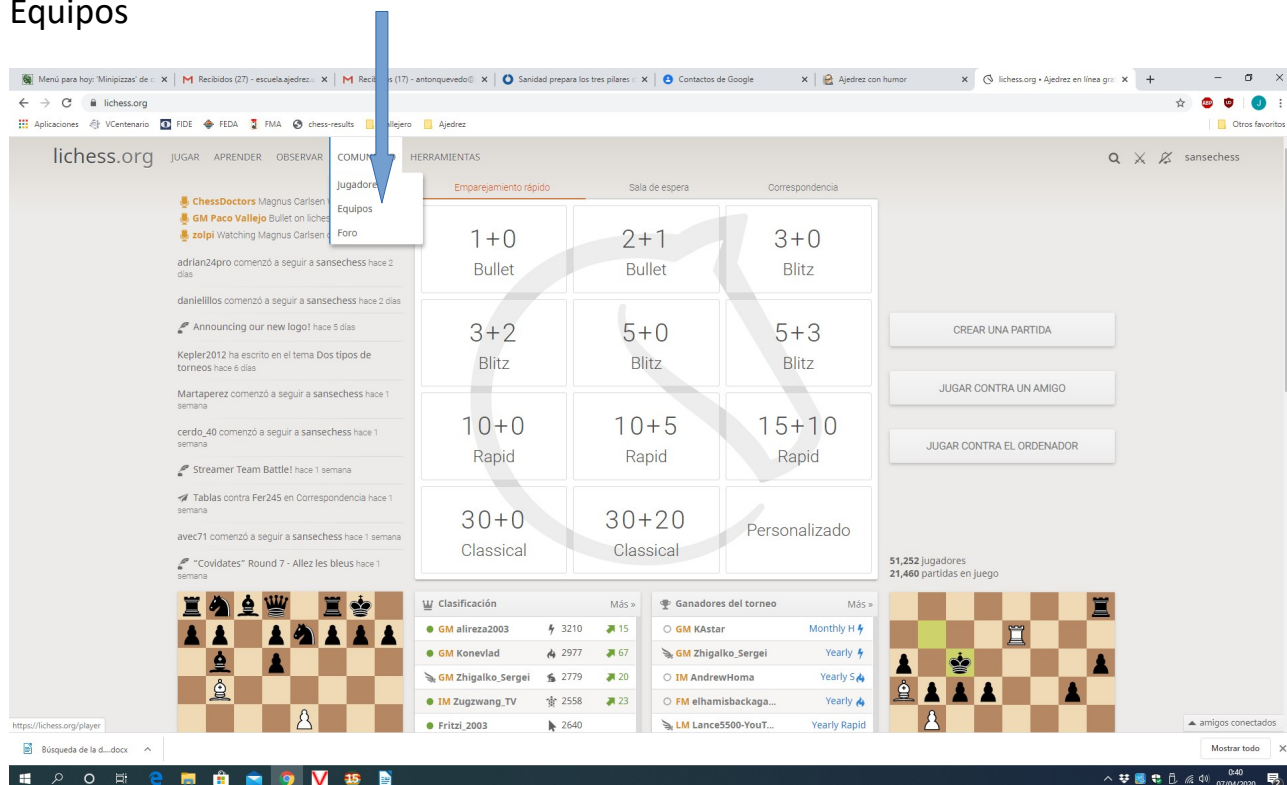 Equipos
Menú para hoy: 'Minipizzas' de c
Recibidos (27) - escuela.ajedrez.
Recibidos (17) - antonquevedo@
Sanidad prepara los tres pilares d
Contactos de Google
Ajedrez con humor
lichess.org • Ajedrez en línea gra
lichess.org
Aplicaciones VCentenario FIDE FEDA FMA chess-results Ajedrez Otros favoritos
lichess.org JUGAR APRENDER OBSERVAR HERRAMIENTAS sansechess
Jugadores
Equipos
Foro
Emparejamiento rápido Sala de espera Correspondencia
ChessDoctors Magnus Carlsen
GM Paco Vallejo Bullet on liches
zolpi Watching Magnus Carlsen
adrian24pro comenzó a seguir a sansechess hace 2
días
danielillos comenzó a seguir a sansechess hace 2 días
Announcing our new logo! hace 5 días
Kepler2012 ha escrito en el tema Dos tipos de
torneos hace 6 días
Martaperez comenzó a seguir a sansechess hace 1
semana
cerdo_40 comenzó a seguir a sansechess hace 1
semana
Streamer Team Battle! hace 1 semana
Tablas contra Fer245 en Correspondencia hace 1
semana
avec71 comenzó a seguir a sansechess hace 1 semana
"Covidates" Round 7 - Allez les bleus hace 1
semana
1+0
Bullet
2+1
Bullet
3+0
Blitz
3+2
Blitz
5+0
Blitz
5+3
Blitz
10+0
Rapid
10+5
Rapid
15+10
Rapid
30+0
Classical
30+20
Classical
Personalizado
CREAR UNA PARTIDA
JUGAR CONTRA UN AMIGO
JUGAR CONTRA EL ORDENADOR
51,252 jugadores
21,460 partidas en juego
Clasificación Más »
GM alireza2003 3210 15
GM Konevlad 2977 67
GM Zhigalko_Sergei 2779 20
IM Zugzwang_TV 2558 23
Fritzi_2003 2640
Ganadores del torneo Más »
GM KAstar Monthly H
GM Zhigalko_Sergei Yearly
IM AndrewHoma Yearly S
FM elhamisbackaga... Yearly
LM Lance5500-YouT... Yearly Rapid
https://lichess.org/player
amigos conectados
Búsqueda de la d....docx
Mostrar todo
0:40
07/04/2020